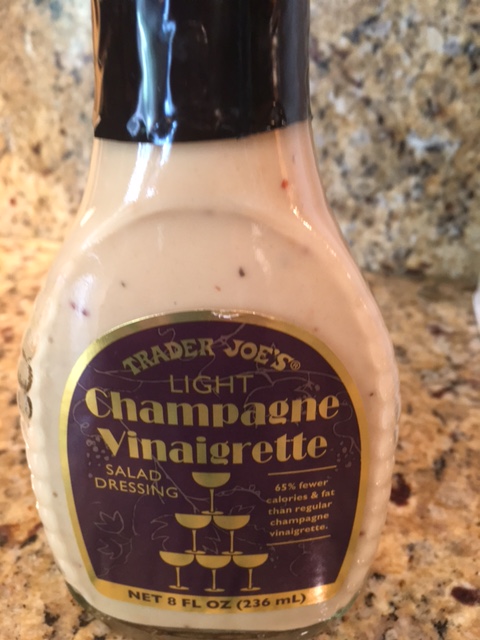 TRADER JOE'S®
LIGHT
Champagne
Vinaigrette
SALAD
DRESSING
65% fewer
calories & fat
than regular
champagne
vinaigrette.
NET 8 FL OZ (236 mL)